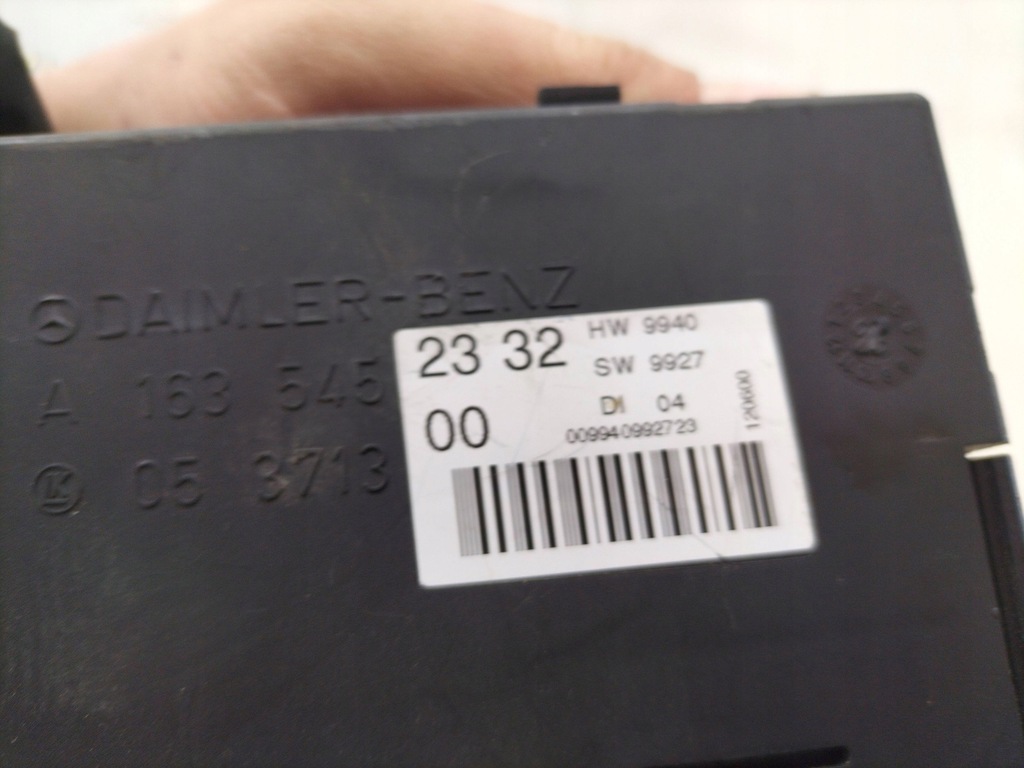 DAIMLER-BENZ
A 163 545
23 32
00
05 3713
HW 9940
SW 9927
DI 04
009940992723
120600